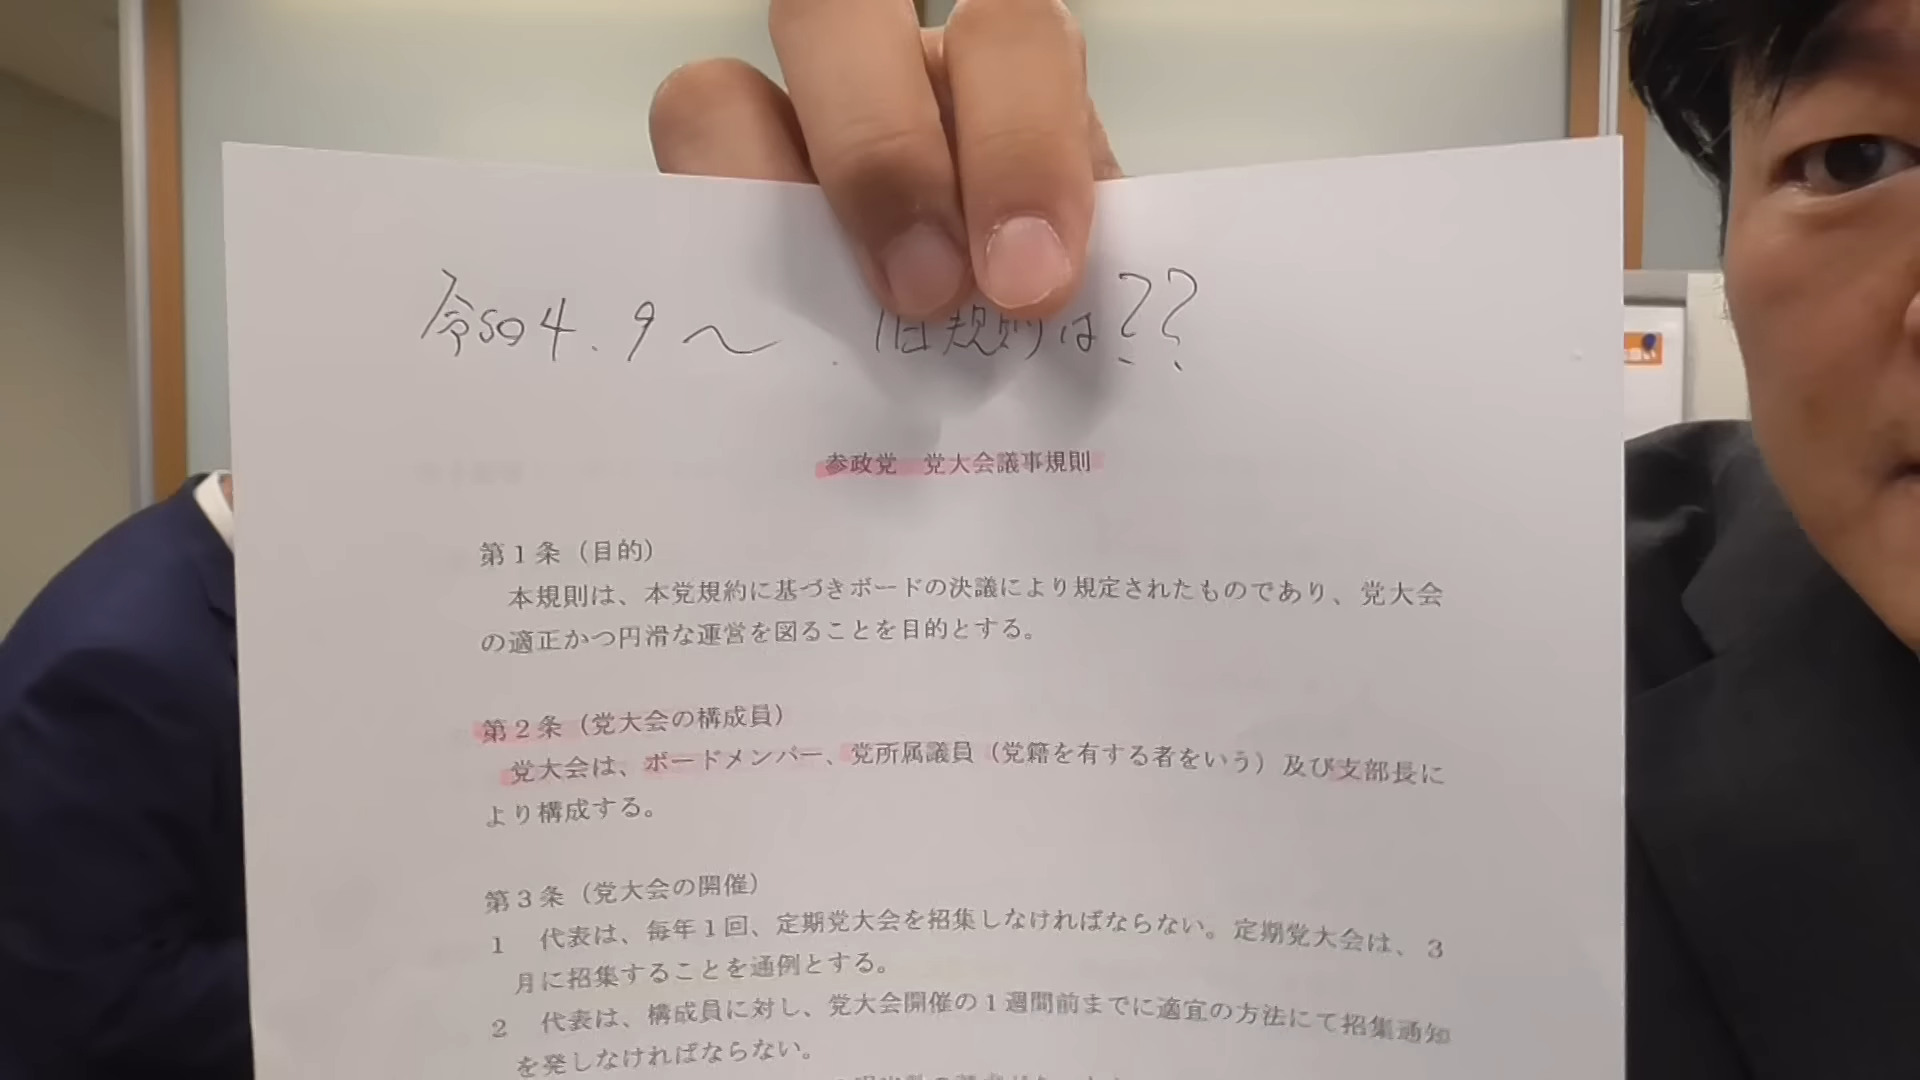 令和4.9〜．旧規則は??
参政党　党大会議事規則
第1条（目的）
本規則は、本党規約に基づきボードの決議により規定されたものであり、党大会
の適正かつ円滑な運営を図ることを目的とする。
第2条（党大会の構成員）
党大会は、ボードメンバー、党所属議員（党籍を有する者をいう）及び支部長に
より構成する。
第3条（党大会の開催）
1　代表は、毎年1回、定期党大会を招集しなければならない。定期党大会は、3
月に招集することを通例とする。
2　代表は、構成員に対し、党大会開催の1週間前までに適宜の方法にて招集通知
を発しなければならない。